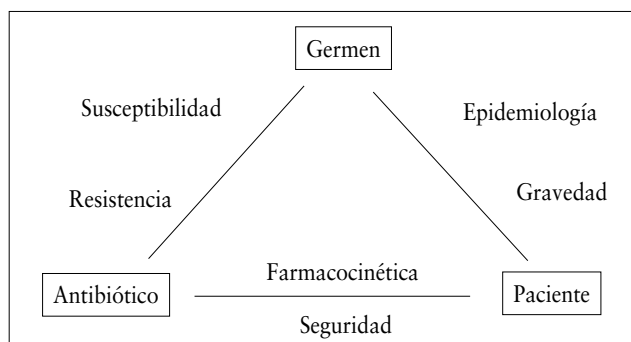 Germen
Susceptibilidad
Epidemiología
Resistencia
Gravedad
Farmacocinética
Antibiótico
Paciente
Seguridad